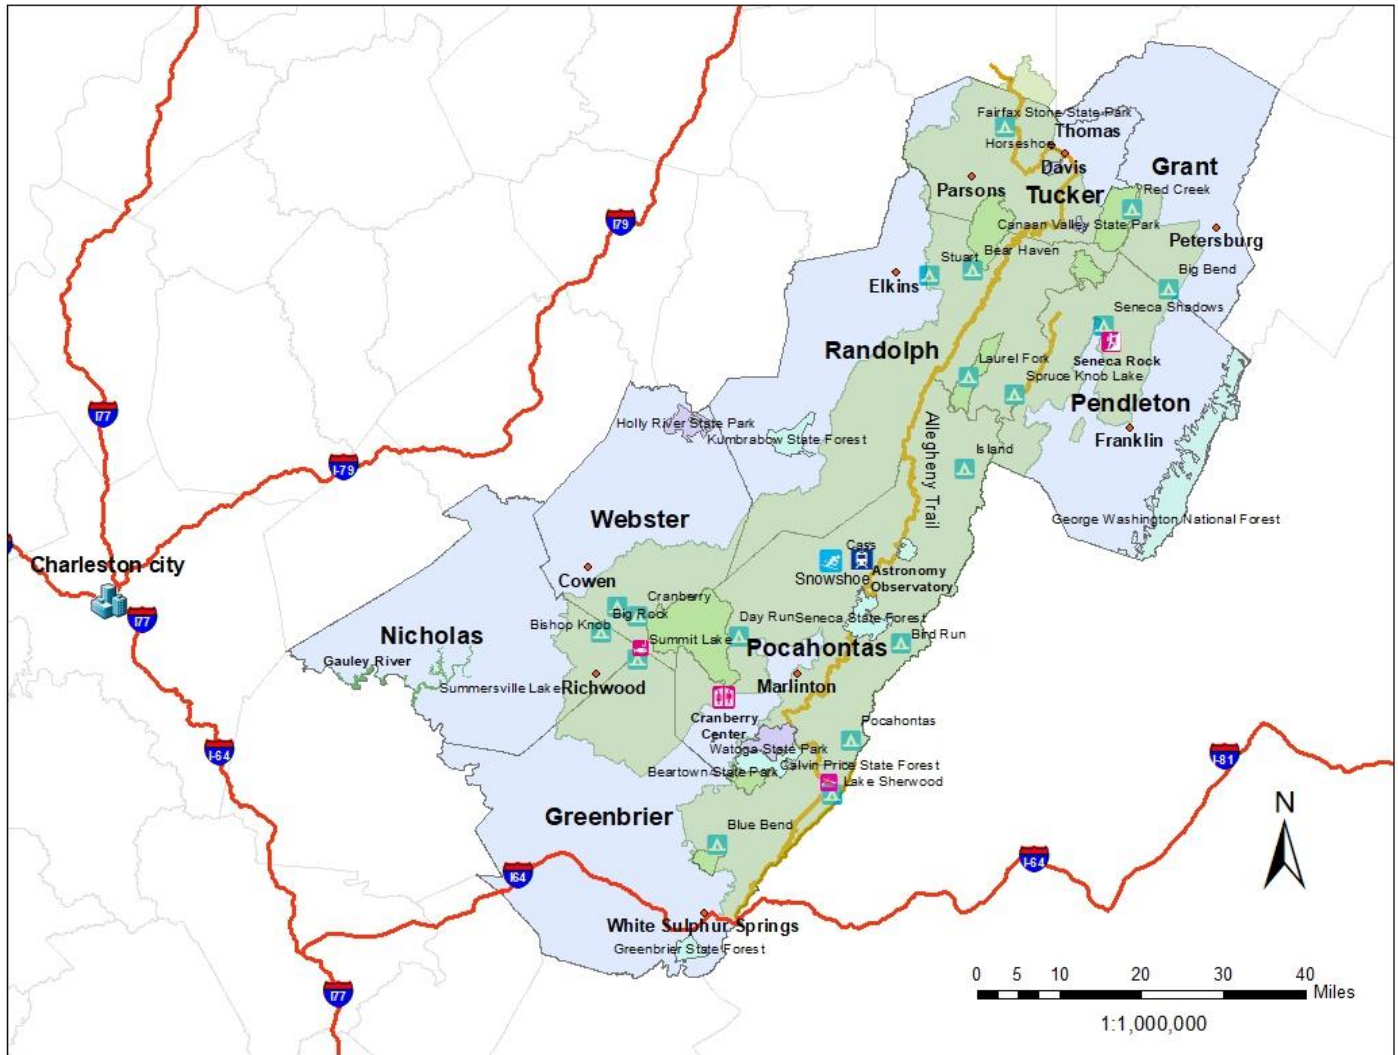 Fairfax Stone State Park
Thomas
Horseshoe
Davis
Grant
Parsons
Tucker
Red Creek
I79
Canaan Valley State Park
Petersburg
Stuart
Bear Haven
Elkins
Big Bend
Seneca Shadows
Randolph
Laurel Fork
Seneca Rock
Spruce Knob Lake
I77
Pendleton
Holly River State Park
Kumbrabow State Forest
Franklin
Allegheny Trail
Island
I-79
Webster
George Washington National Forest
Charleston city
Cass
Cowen
Snowshoe
Astronomy
Observatory
Cranberry
I77
Bishop Knob
Big Rock
Day Run
Seneca State Forest
Bird Run
Nicholas
Summit Lake
Pocahontas
Gauley River
Summersville Lake
Richwood
Marlinton
Cranberry
Center
Pocahontas
I-64
Watoga State Park
I-81
Beartown State Park
Calvin Price State Forest
Lake Sherwood
Greenbrier
Blue Bend
N
I64
I-64
White Sulphur Springs
Greenbrier State Forest
I77
0 5 10 20 30 40
Miles
1:1,000,000